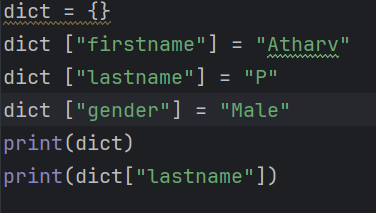 dict = {}
dict ["firstname"] = "Atharv"
dict ["lastname"] = "P"
dict ["gender"] = "Male"
print(dict)
print(dict["lastname"])